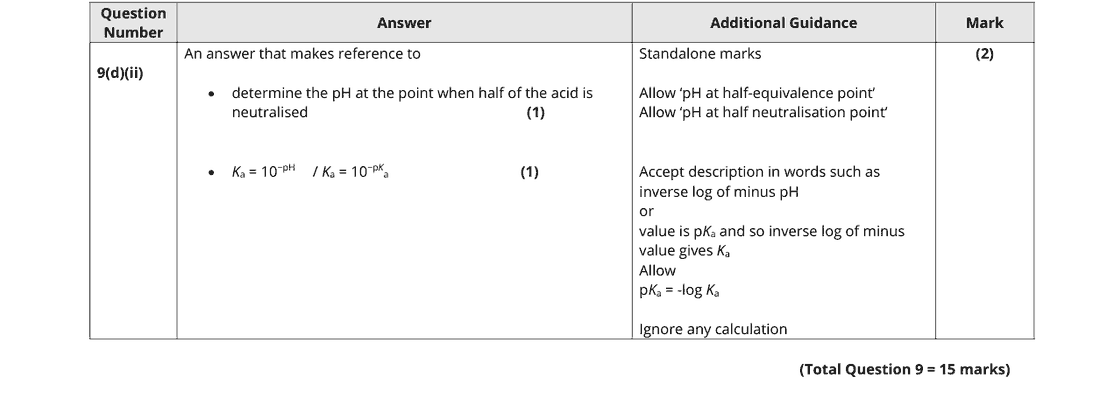 Question Number Answer Additional Guidance Mark
9(d)(ii)
An answer that makes reference to
• determine the pH at the point when half of the acid is
neutralised (1)
• Kₐ = 10⁻ᵖᴴ / Kₐ = 10⁻ᵖᴷₐ (1)
Standalone marks
Allow ‘pH at half-equivalence point’
Allow ‘pH at half neutralisation point’
Accept description in words such as
inverse log of minus pH
or
value is pKₐ and so inverse log of minus
value gives Kₐ
Allow
pKₐ = -log Kₐ
Ignore any calculation
(2)
(Total Question 9 = 15 marks)